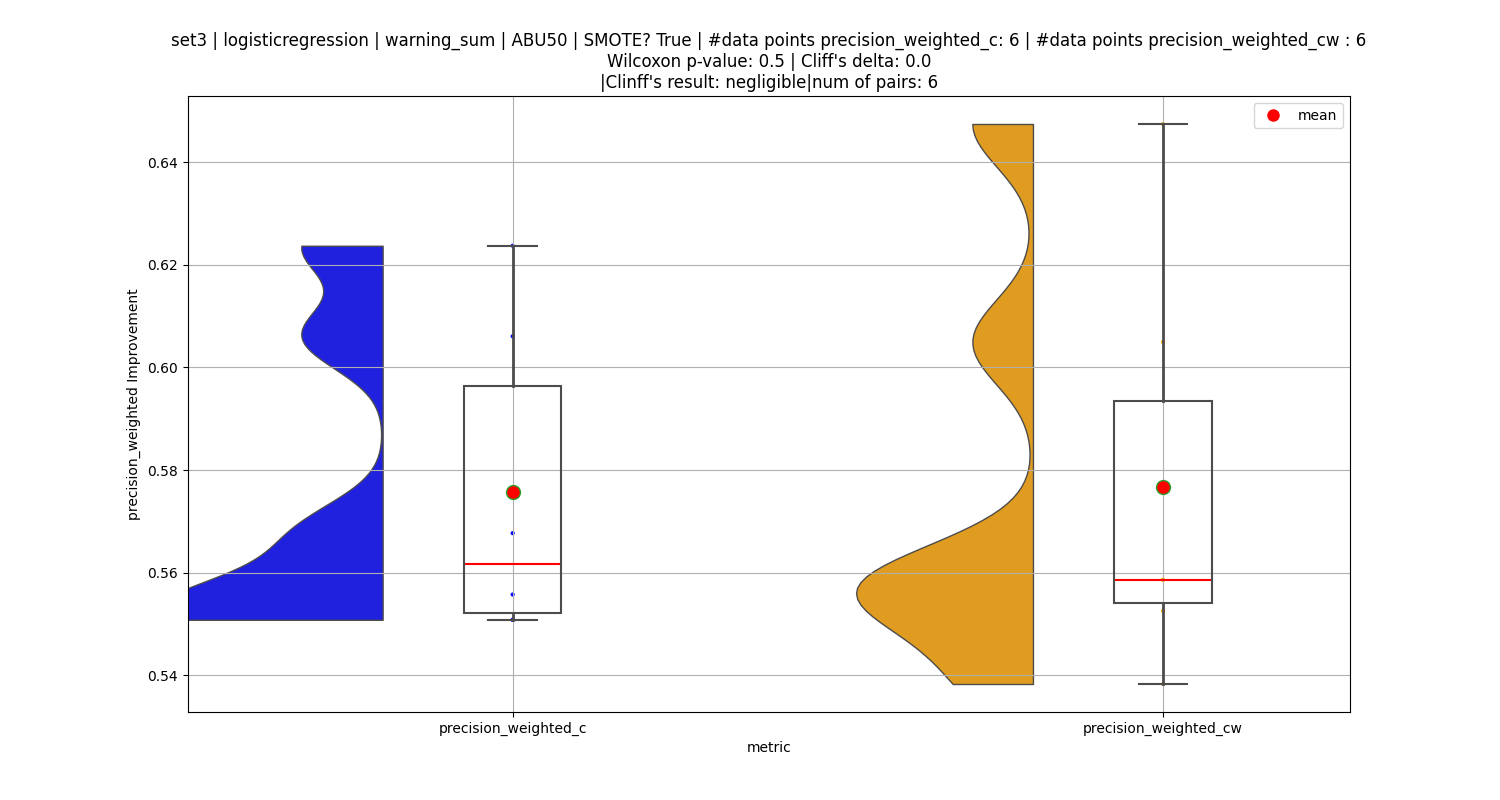 set3 | logisticregression | warning_sum | ABU50 | SMOTE? True | #data points precision_weighted_c: 6 | #data points precision_weighted_cw : 6
Wilcoxon p-value: 0.5 | Cliff's delta: 0.0
|Clinff's result: negligible|num of pairs: 6
mean
0.64
0.62
0.60
0.58
0.56
0.54
precision_weighted Improvement
precision_weighted_c
precision_weighted_cw
metric